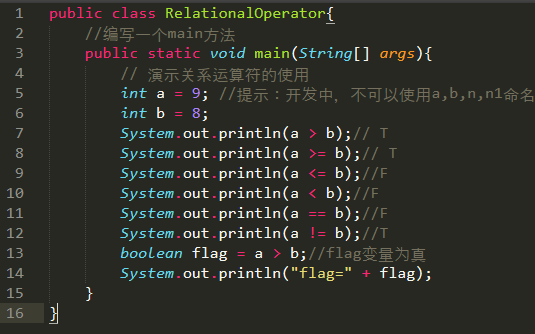 1 public class RelationalOperator{
2 //编写一个main方法
3 public static void main(String[] args){
4 // 演示关系运算符的使用
5 int a = 9; //提示：开发中，不可以使用a,b,n,n1命名
6 int b = 8;
7 System.out.println(a > b);// T
8 System.out.println(a >= b);// T
9 System.out.println(a <= b);//F
10 System.out.println(a < b);//F
11 System.out.println(a == b);//F
12 System.out.println(a != b);//T
13 boolean flag = a > b;//flag变量为真
14 System.out.println("flag=" + flag);
15 }
16 }